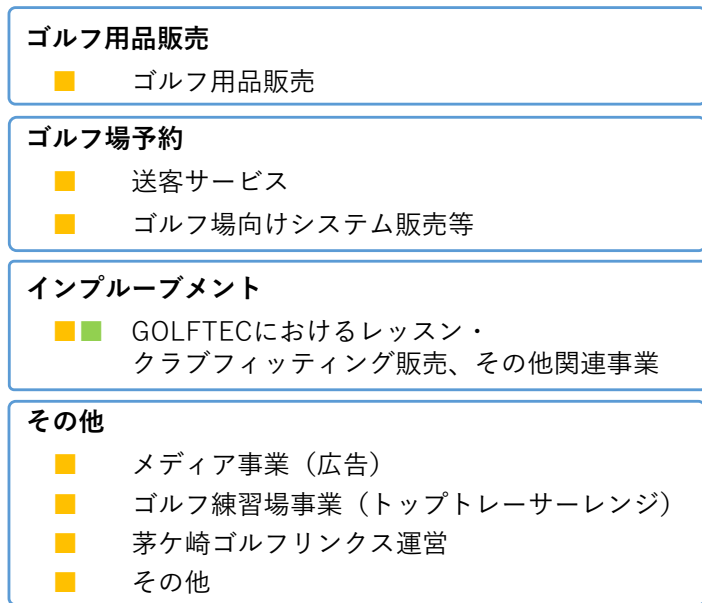 ゴルフ用品販売
ゴルフ用品販売
ゴルフ場予約
送客サービス
ゴルフ場向けシステム販売等
インプルーブメント
GOLFTECにおけるレッスン・
クラブフィッティング販売、その他関連事業
その他
メディア事業（広告）
ゴルフ練習場事業（トップトレーサーレンジ）
茅ケ崎ゴルフリンクス運営
その他